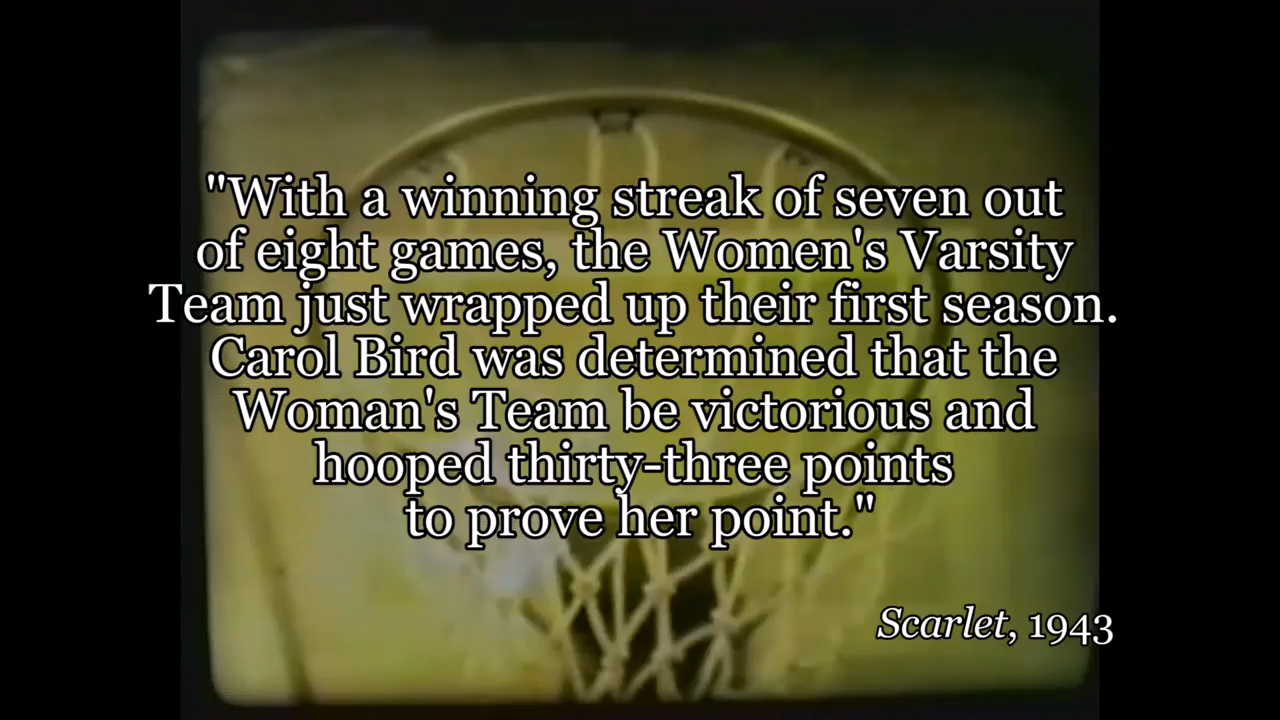 "With a winning streak of seven out
of eight games, the Women's Varsity
Team just wrapped up their first season.
Carol Bird was determined that the
Woman's Team be victorious and
hooped thirty-three points
to prove her point."
Scarlet, 1943